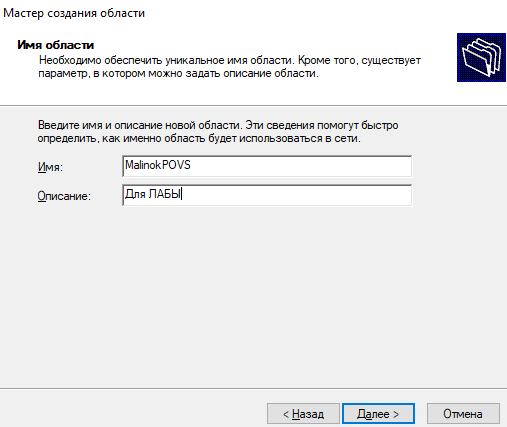 Мастер создания области
Имя области
Необходимо обеспечить уникальное имя области. Кроме того, существует
параметр, в котором можно задать описание области.
Введите имя и описание новой области. Эти сведения помогут быстро
определить, как именно область будет использоваться в сети.
Имя: MalinokPOVS
Описание: Для ЛАБЫ
< Назад Далее > Отмена